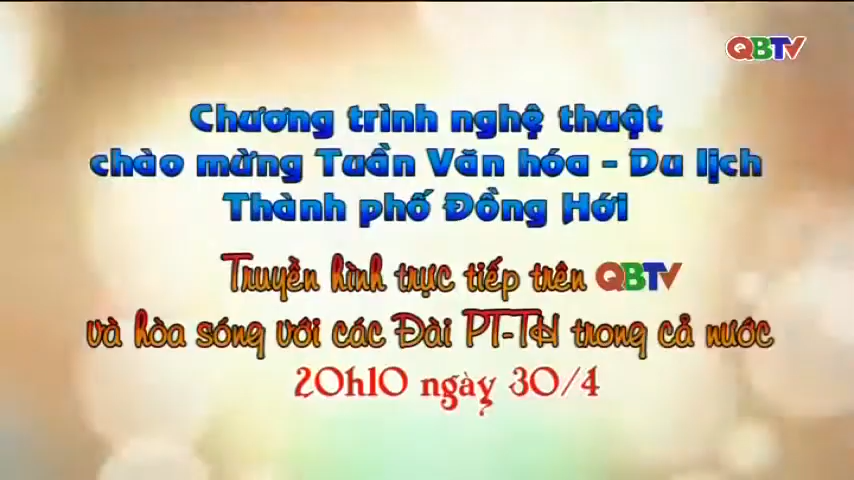 QBTV
Chương trình nghệ thuật
chào mừng Tuần Văn hóa - Du lịch
Thành phố Đồng Hới
Truyền hình trực tiếp trên QBTV
và hòa sóng với các Đài PT-TH trong cả nước
20h10 ngày 30/4